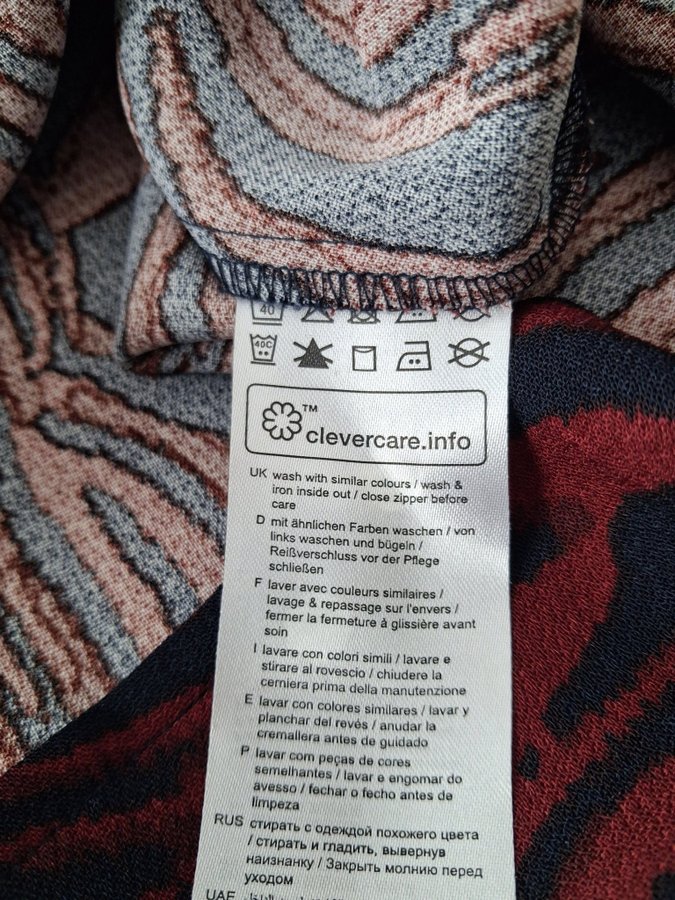 40
40C
TM
clevercare.info
UK wash with similar colours / wash &
iron inside out / close zipper before
care
D mit ähnlichen Farben waschen / von
links waschen und bügeln /
Reißverschluss vor der Pflege
schließen
F laver avec couleurs similaires /
lavage & repassage sur l'envers /
fermer la fermeture à glissière avant
soin
I lavare con colori simili / lavare e
stirare al rovescio / chiudere la
cerniera prima della manutenzione
E lavar con colores similares / lavar y
planchar del revés / anudar la
cremallera antes de guidado
P lavar com peças de cores
semelhantes / lavar e engomar do
avesso / fechar o fecho antes de
limpeza
RUS стирать с одеждой похожего цвета
/ стирать и гладить, вывернув
наизнанку / Закрыть молнию перед
уходом
UAE